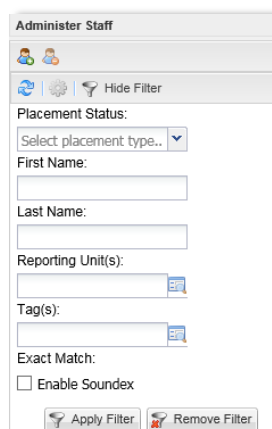 Administer Staff
Hide Filter
Placement Status:
Select placement type..
First Name:
Last Name:
Reporting Unit(s):
Tag(s):
Exact Match:
Enable Soundex
Apply Filter Remove Filter